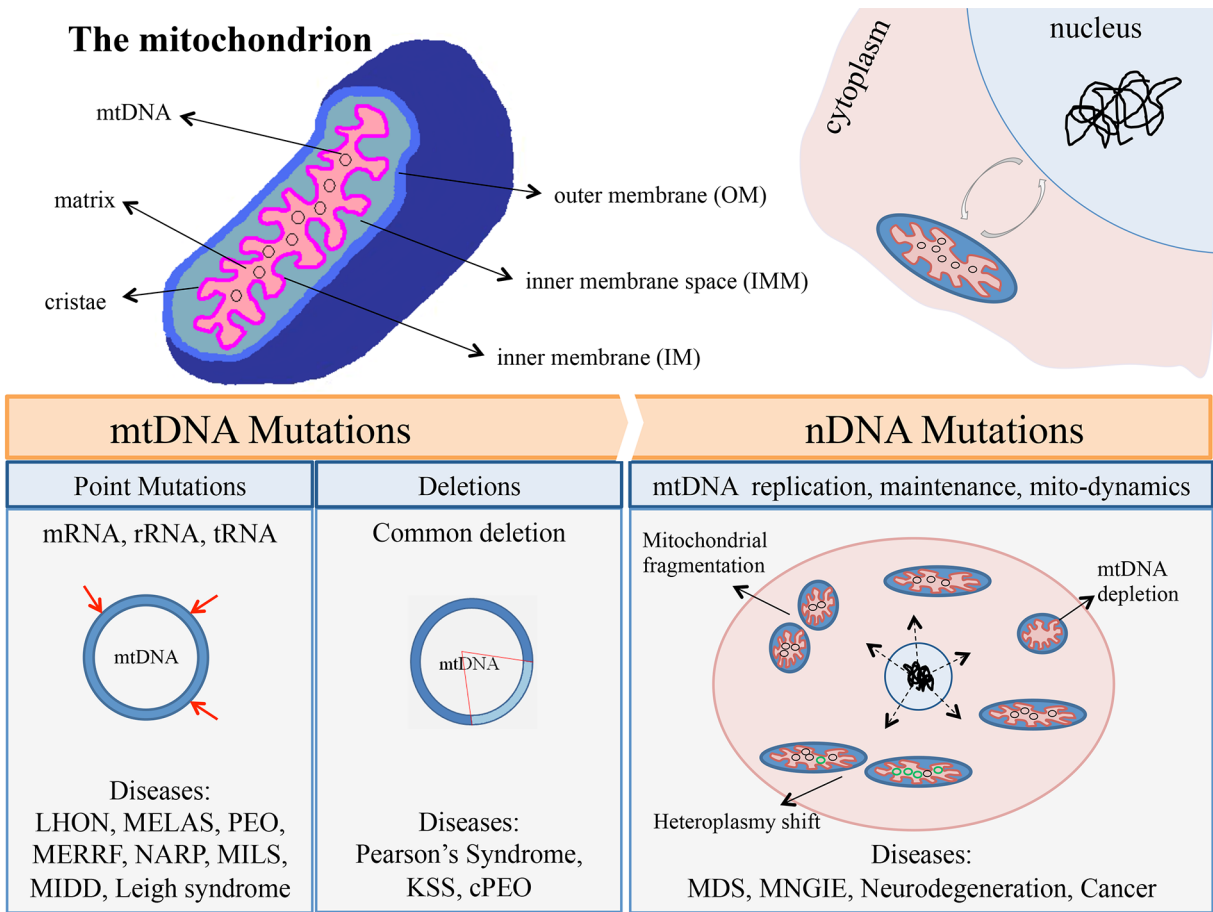 The mitochondrion
mtDNA
matrix
cristae
outer membrane (OM)
inner membrane space (IMM)
inner membrane (IM)
cytoplasm
nucleus
mtDNA Mutations
nDNA Mutations
Point Mutations
Deletions
mtDNA replication, maintenance, mito-dynamics
mRNA, rRNA, tRNA
mtDNA
Diseases:
LHON, MELAS, PEO,
MERRF, NARP, MILS,
MIDD, Leigh syndrome
Common deletion
mtDNA
Diseases:
Pearson’s Syndrome,
KSS, cPEO
Mitochondrial
fragmentation
mtDNA
depletion
Heteroplasmy shift
Diseases:
MDS, MNGIE, Neurodegeneration, Cancer